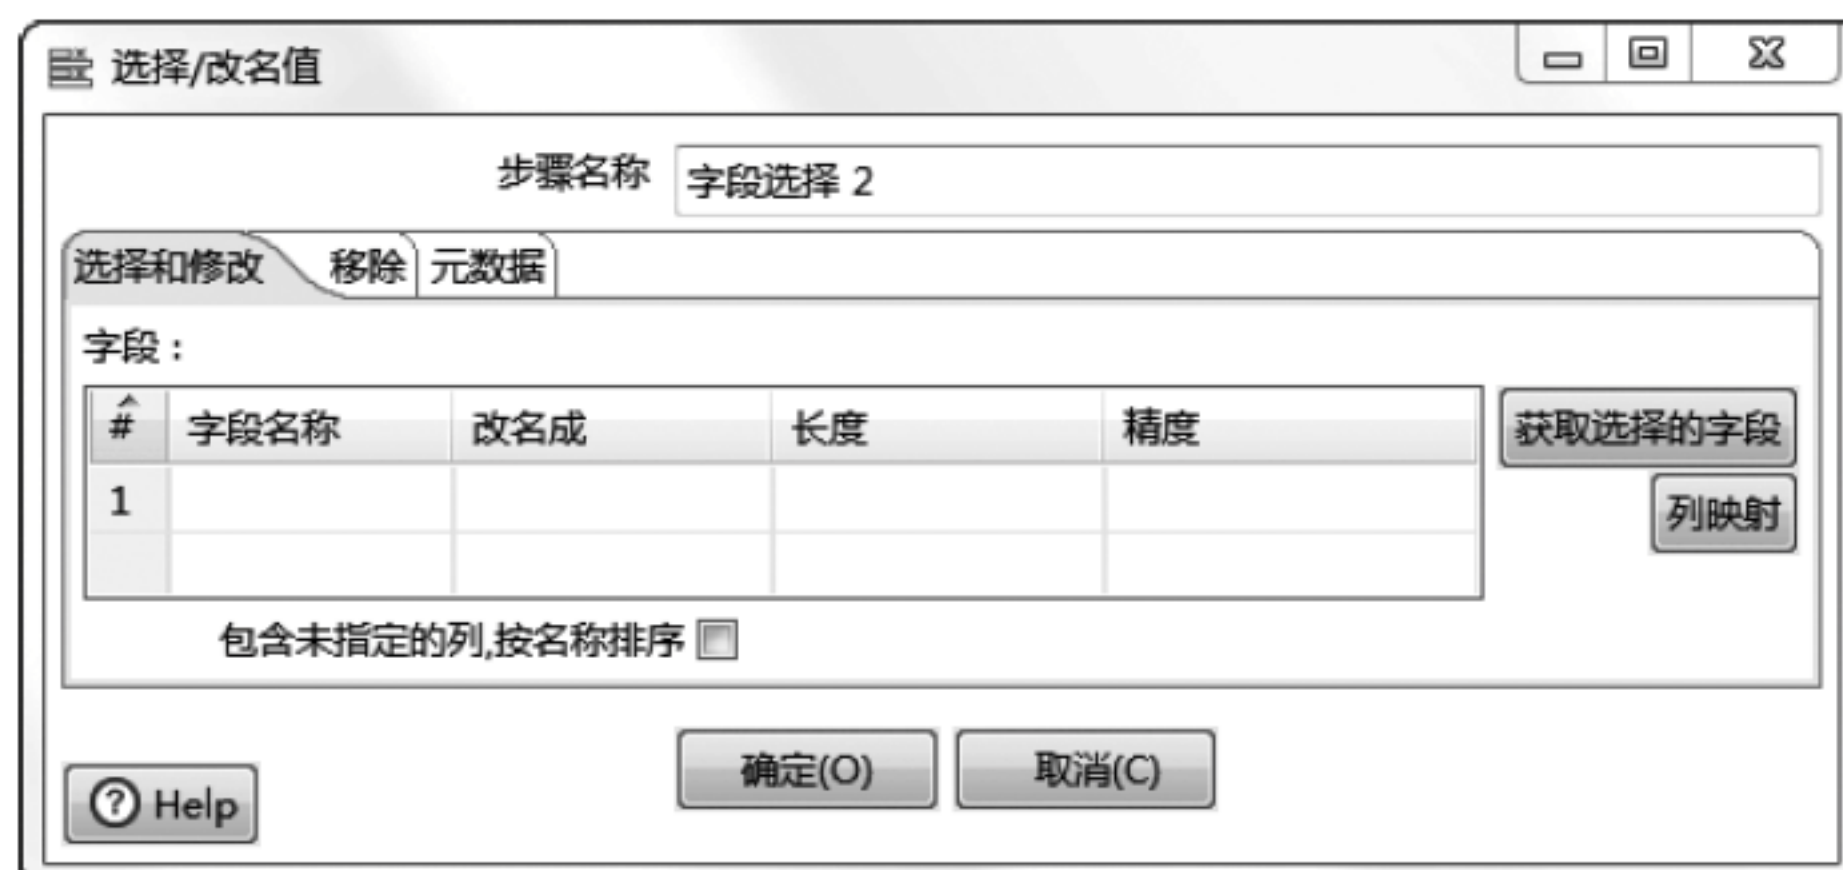 选择/改名值
步骤名称 字段选择 2
选择和修改 移除 元数据
字段：
# 字段名称 改名成 长度 精度 获取选择的字段
1
列映射
包含未指定的列,按名称排序
确定(O) 取消(C)
Help